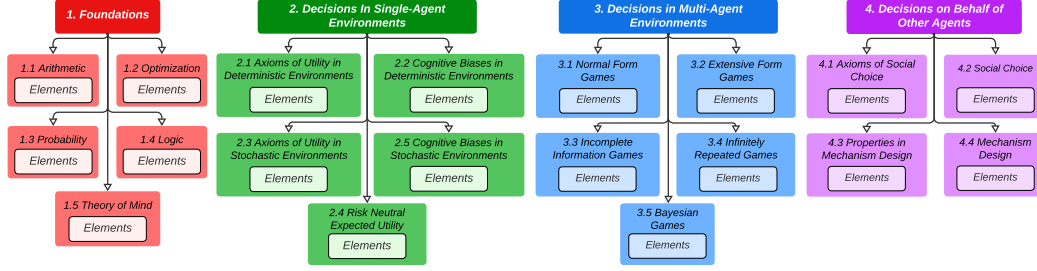 1. Foundations
1.1 Arithmetic
Elements
1.2 Optimization
Elements
1.3 Probability
Elements
1.4 Logic
Elements
1.5 Theory of Mind
Elements
2. Decisions In Single-Agent
Environments
2.1 Axioms of Utility in
Deterministic Environments
Elements
2.2 Cognitive Biases in
Deterministic Environments
Elements
2.3 Axioms of Utility in
Stochastic Environments
Elements
2.5 Cognitive Biases in
Stochastic Environments
Elements
2.4 Risk Neutral
Expected Utility
Elements
3. Decisions in Multi-Agent
Environments
3.1 Normal Form
Games
Elements
3.2 Extensive Form
Games
Elements
3.3 Incomplete
Information Games
Elements
3.4 Infinitely
Repeated Games
Elements
3.5 Bayesian
Games
Elements
4. Decisions on Behalf of
Other Agents
4.1 Axioms of Social
Choice
Elements
4.2 Social Choice
Elements
4.3 Properties in
Mechanism Design
Elements
4.4 Mechanism
Design
Elements